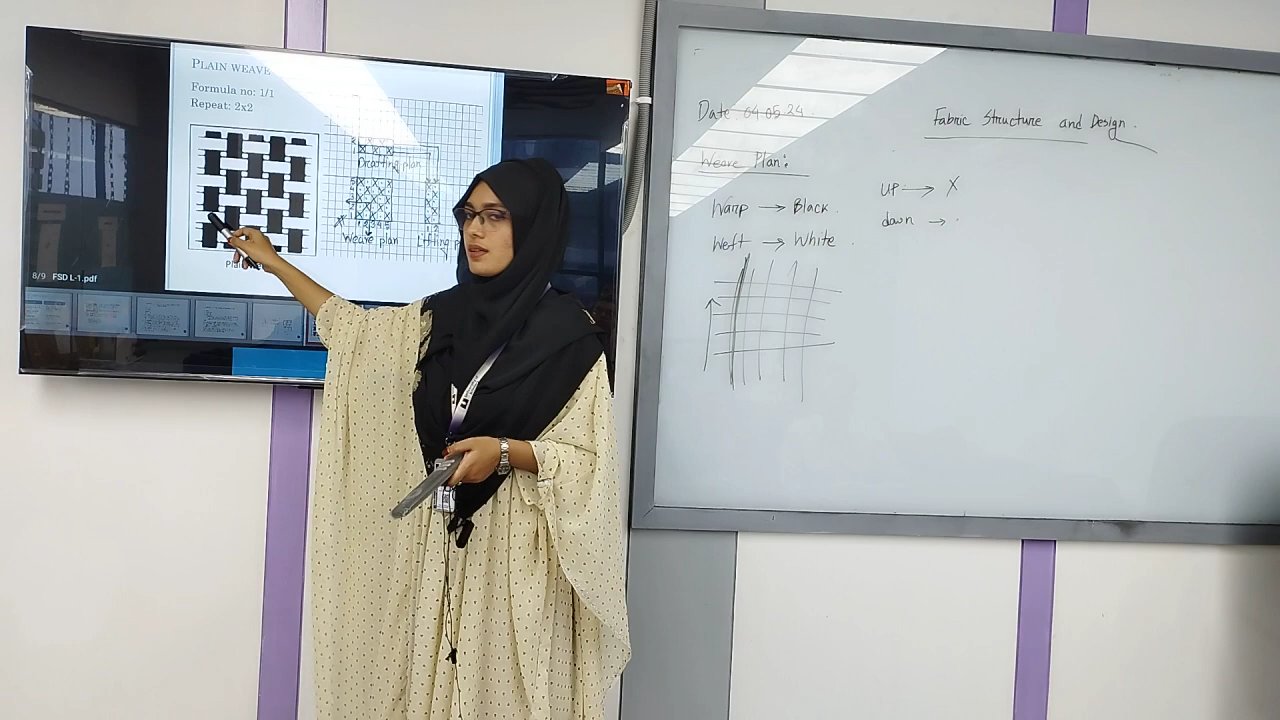 PLAIN WEAVE
Formula no: 1/1
Repeat: 2x2
Drafting plan
Weave plan
Lifting
8/9 FSD L-1.pdf
Date: 04.05.24
Fabric Structure and Design.
Weave Plan:
Warp → Black.
Weft → White.
UP → X
down → .